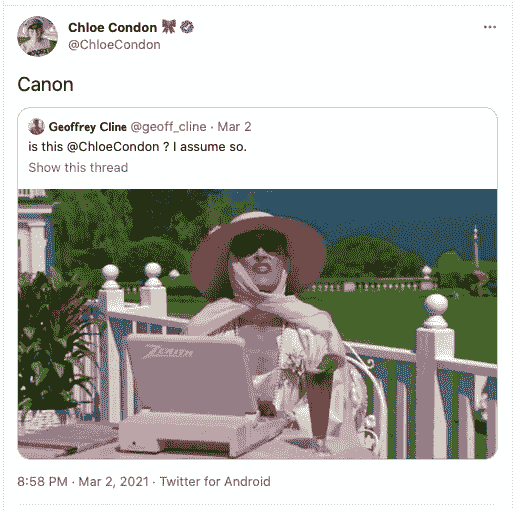 Chloe Condon
@ChloeCondon
Canon
Geoffrey Cline @geoff_cline · Mar 2
is this @ChloeCondon ? I assume so.
Show this thread
ZENITH
8:58 PM · Mar 2, 2021 · Twitter for Android